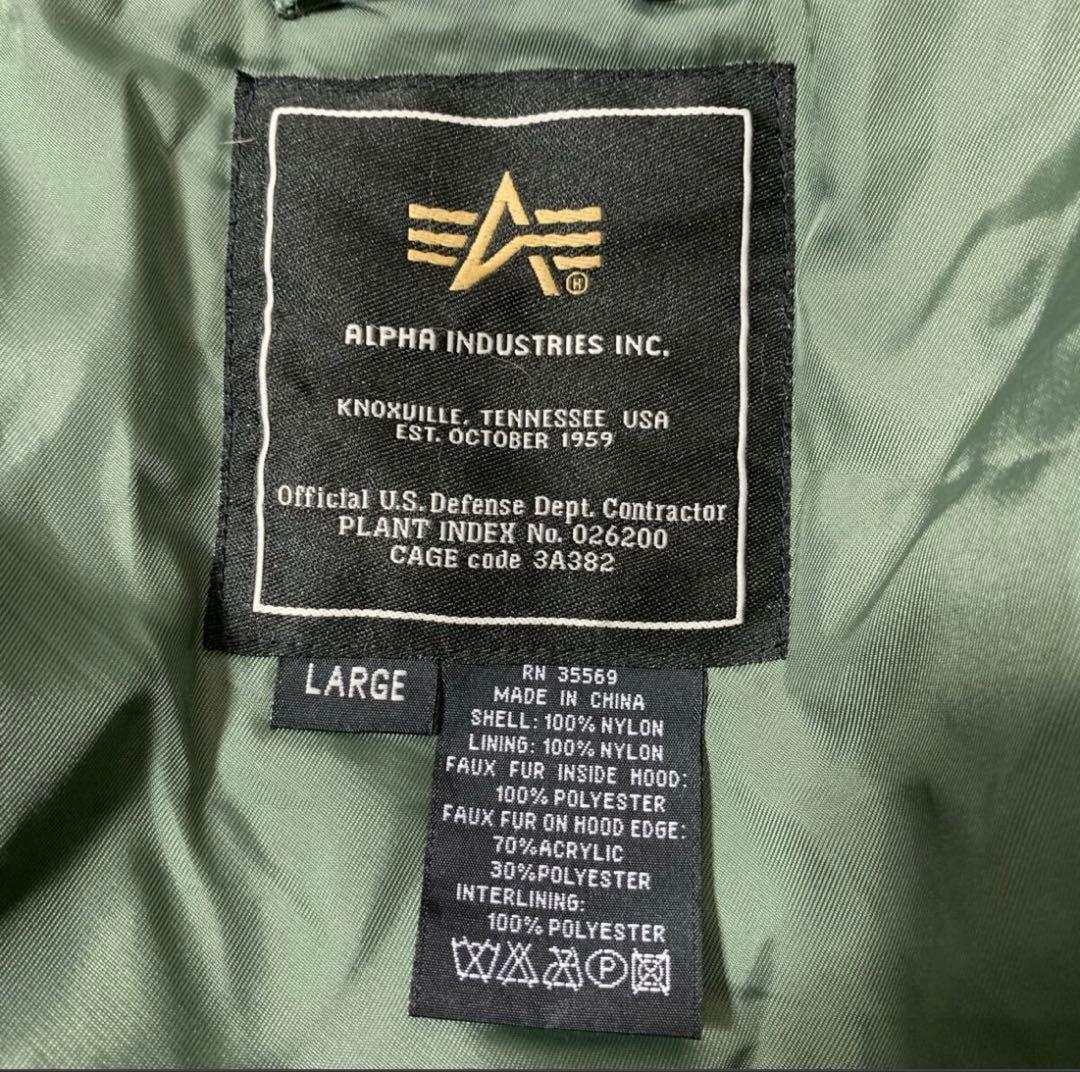 ALPHA INDUSTRIES INC.
KNOXVILLE, TENNESSEE USA
EST. OCTOBER 1959
Official U.S. Defense Dept. Contractor
PLANT INDEX No. 026200
CAGE code 3A382
LARGE
RN 35569
MADE IN CHINA
SHELL: 100% NYLON
LINING: 100% NYLON
FAUX FUR INSIDE HOOD:
100% POLYESTER
FAUX FUR ON HOOD EDGE:
70%ACRYLIC
30%POLYESTER
INTERLINING:
100% POLYESTER
P